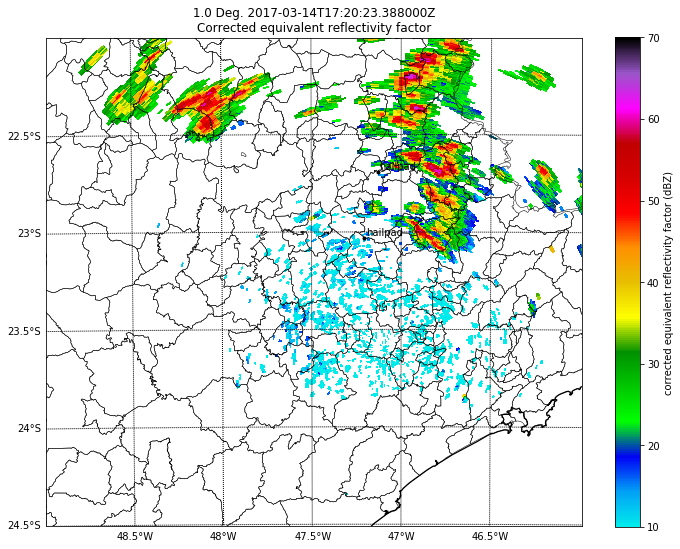 1.0 Deg. 2017-03-14T17:20:23.388000Z
Corrected equivalent reflectivity factor
22.5°S
23°S
23.5°S
24°S
24.5°S
48.5°W
48°W
47.5°W
47°W
46.5°W
hailpad
hailpad
70
60
50
40
30
20
10
corrected equivalent reflectivity factor (dBZ)